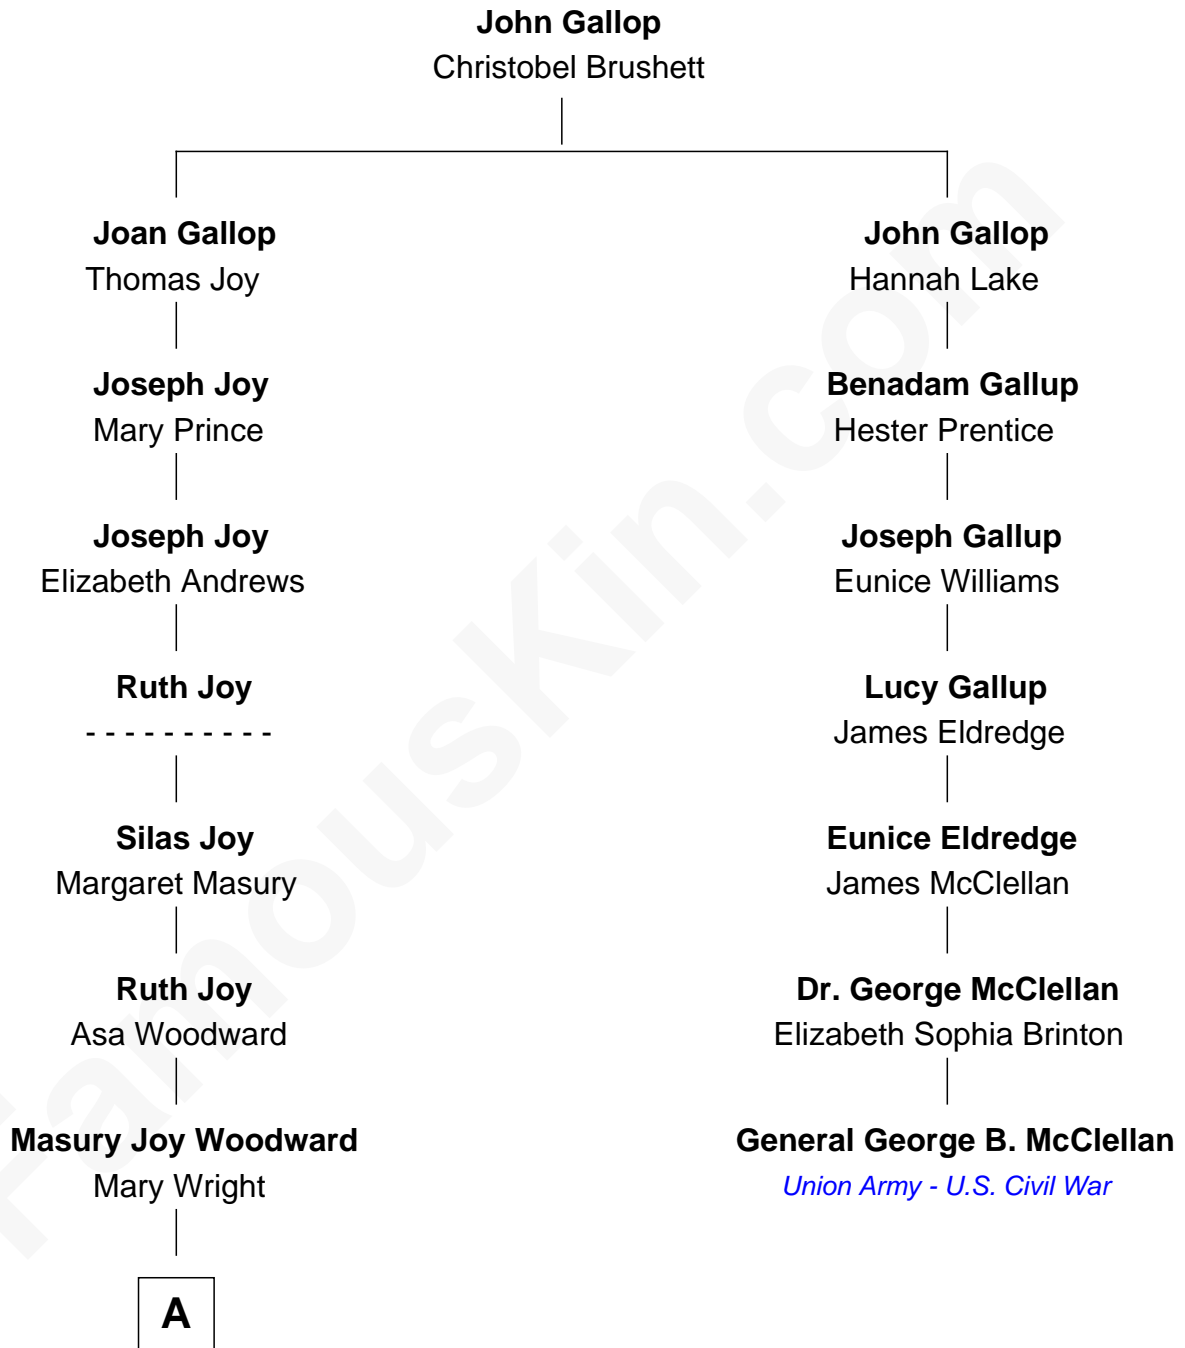 John Gallop
Christobel Brushett
Joan Gallop
Thomas Joy
John Gallop
Hannah Lake
Joseph Joy
Mary Prince
Benadam Gallup
Hester Prentice
Joseph Joy
Elizabeth Andrews
Joseph Gallup
Eunice Williams
Ruth Joy
- - - - - - - - - -
Lucy Gallup
James Eldredge
Silas Joy
Margaret Masury
Eunice Eldredge
James McClellan
Ruth Joy
Asa Woodward
Dr. George McClellan
Elizabeth Sophia Brinton
Masury Joy Woodward
Mary Wright
General George B. McClellan
Union Army - U.S. Civil War
A
FamousKin.com